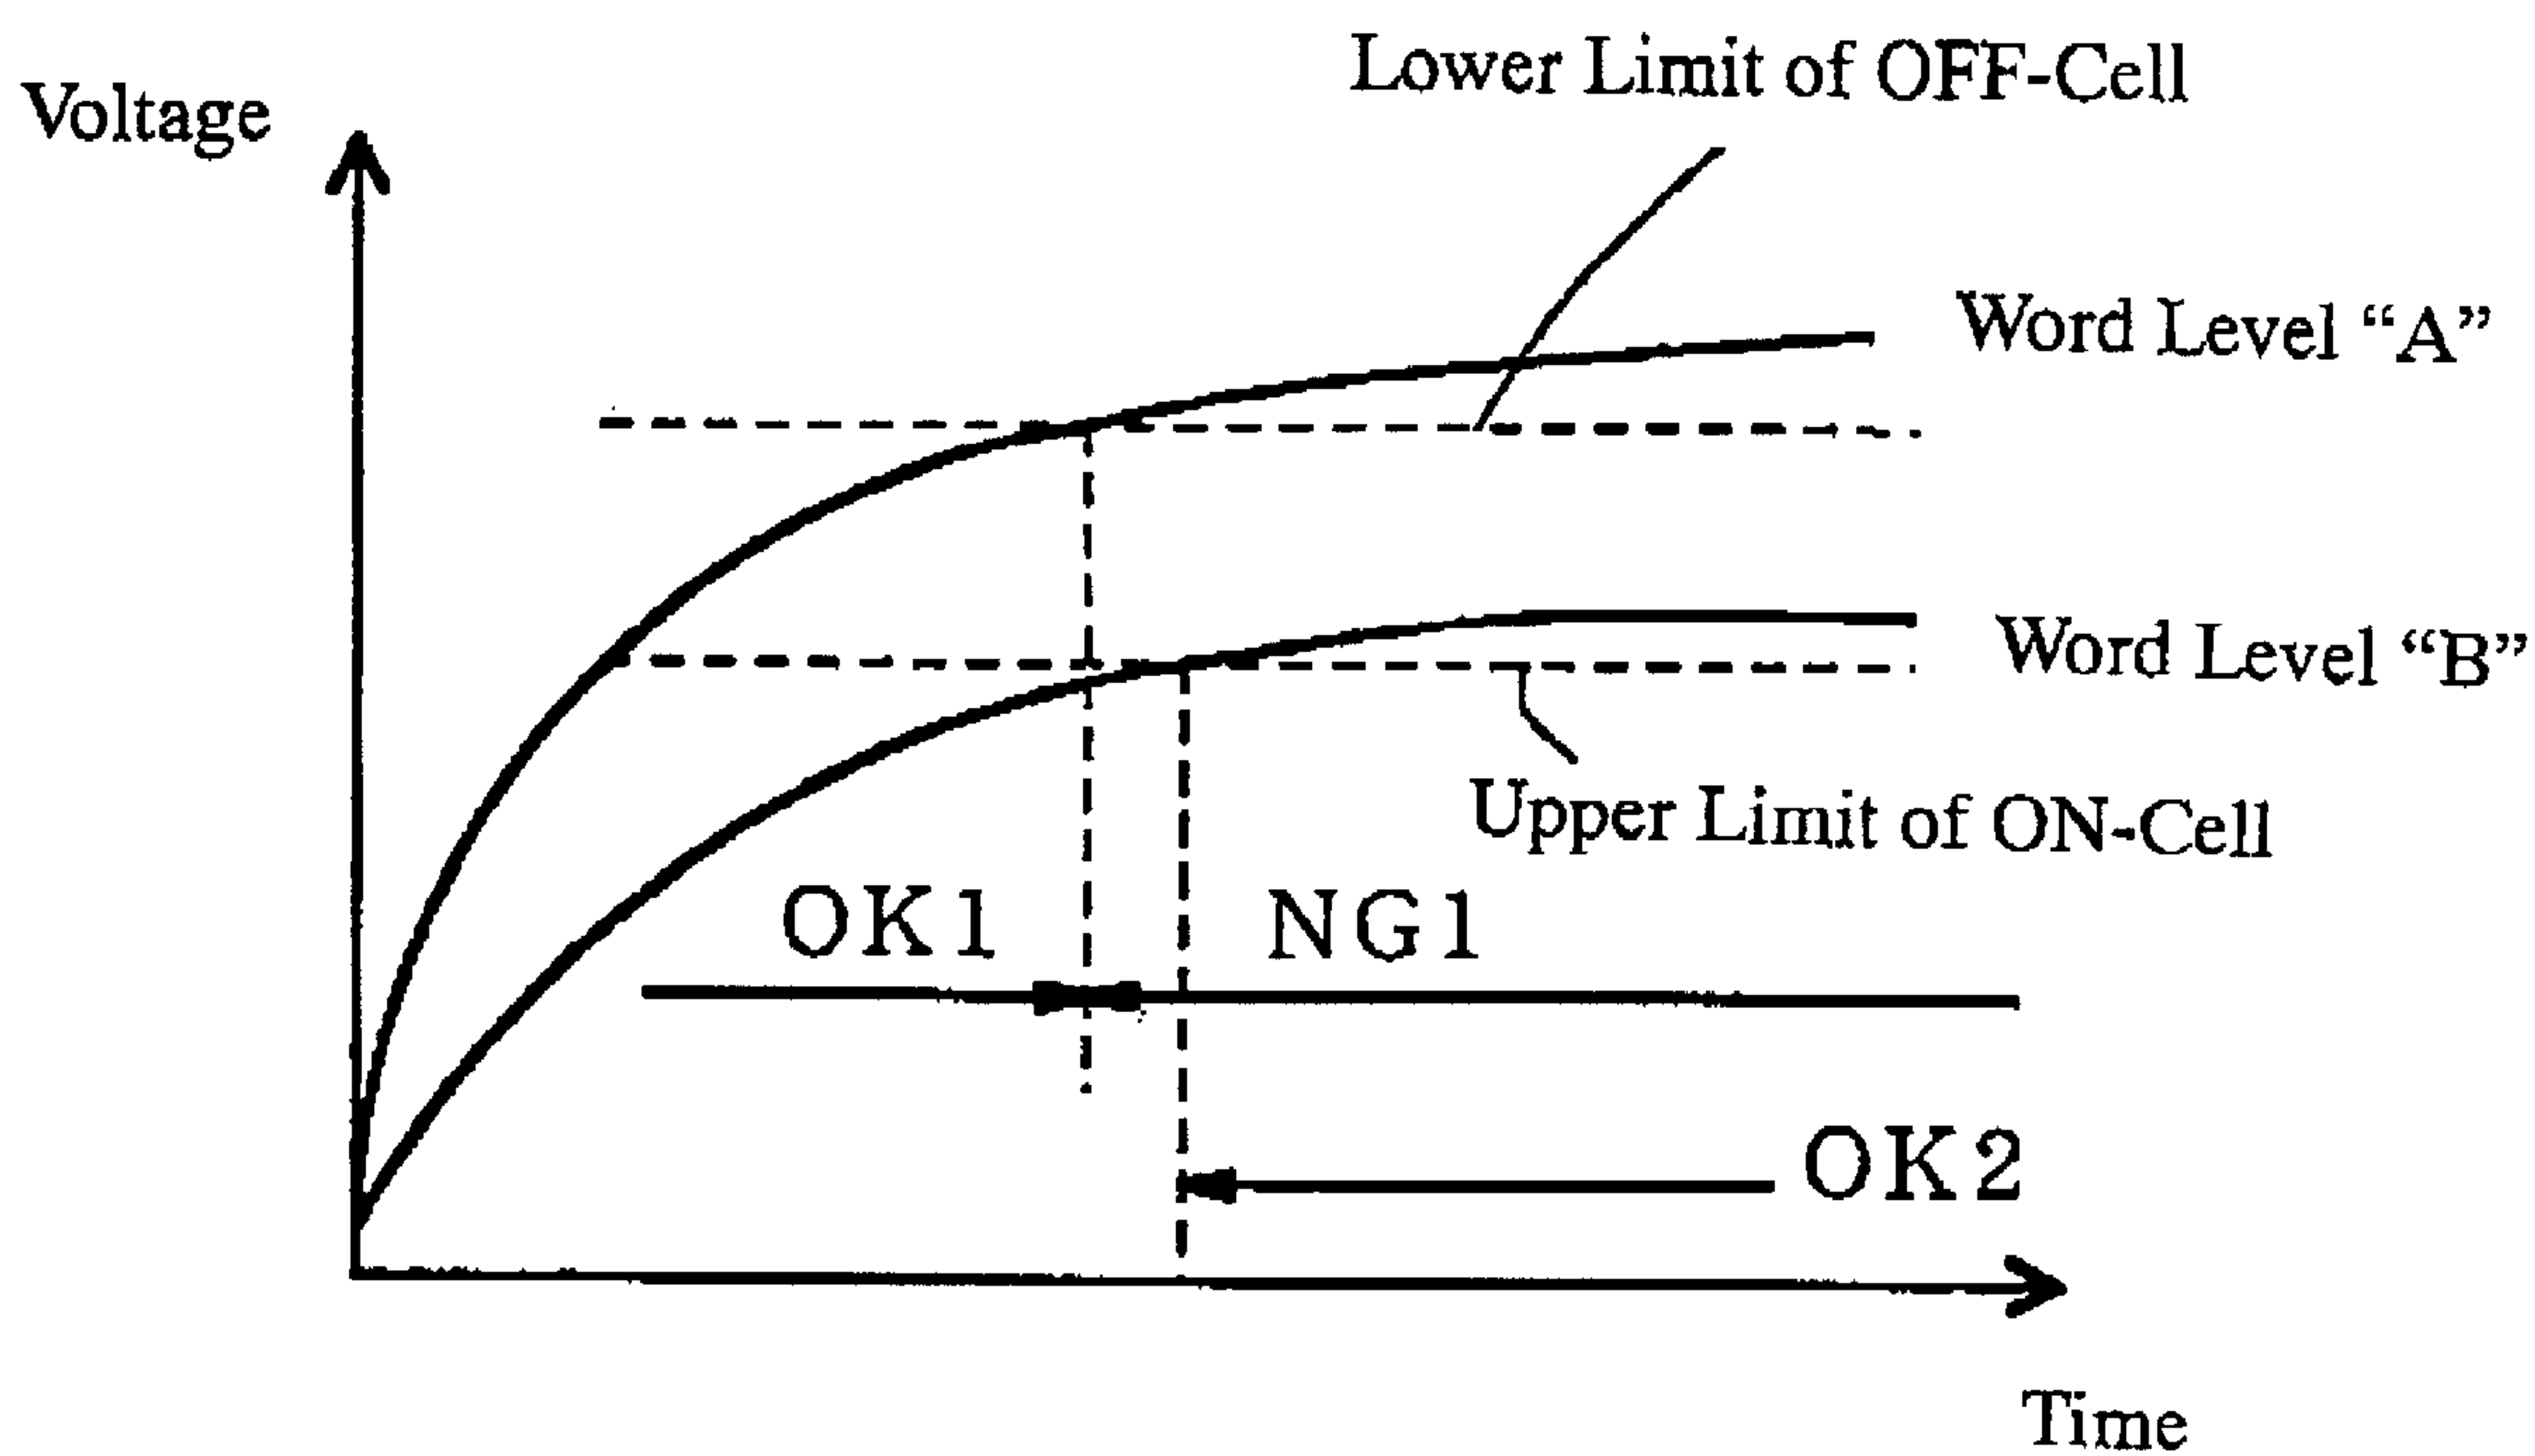 Lower Limit of OFF-Cell
Voltage
Word Level “A”
Word Level “B”
Upper Limit of ON-Cell
OK1
NG1
OK2
Time